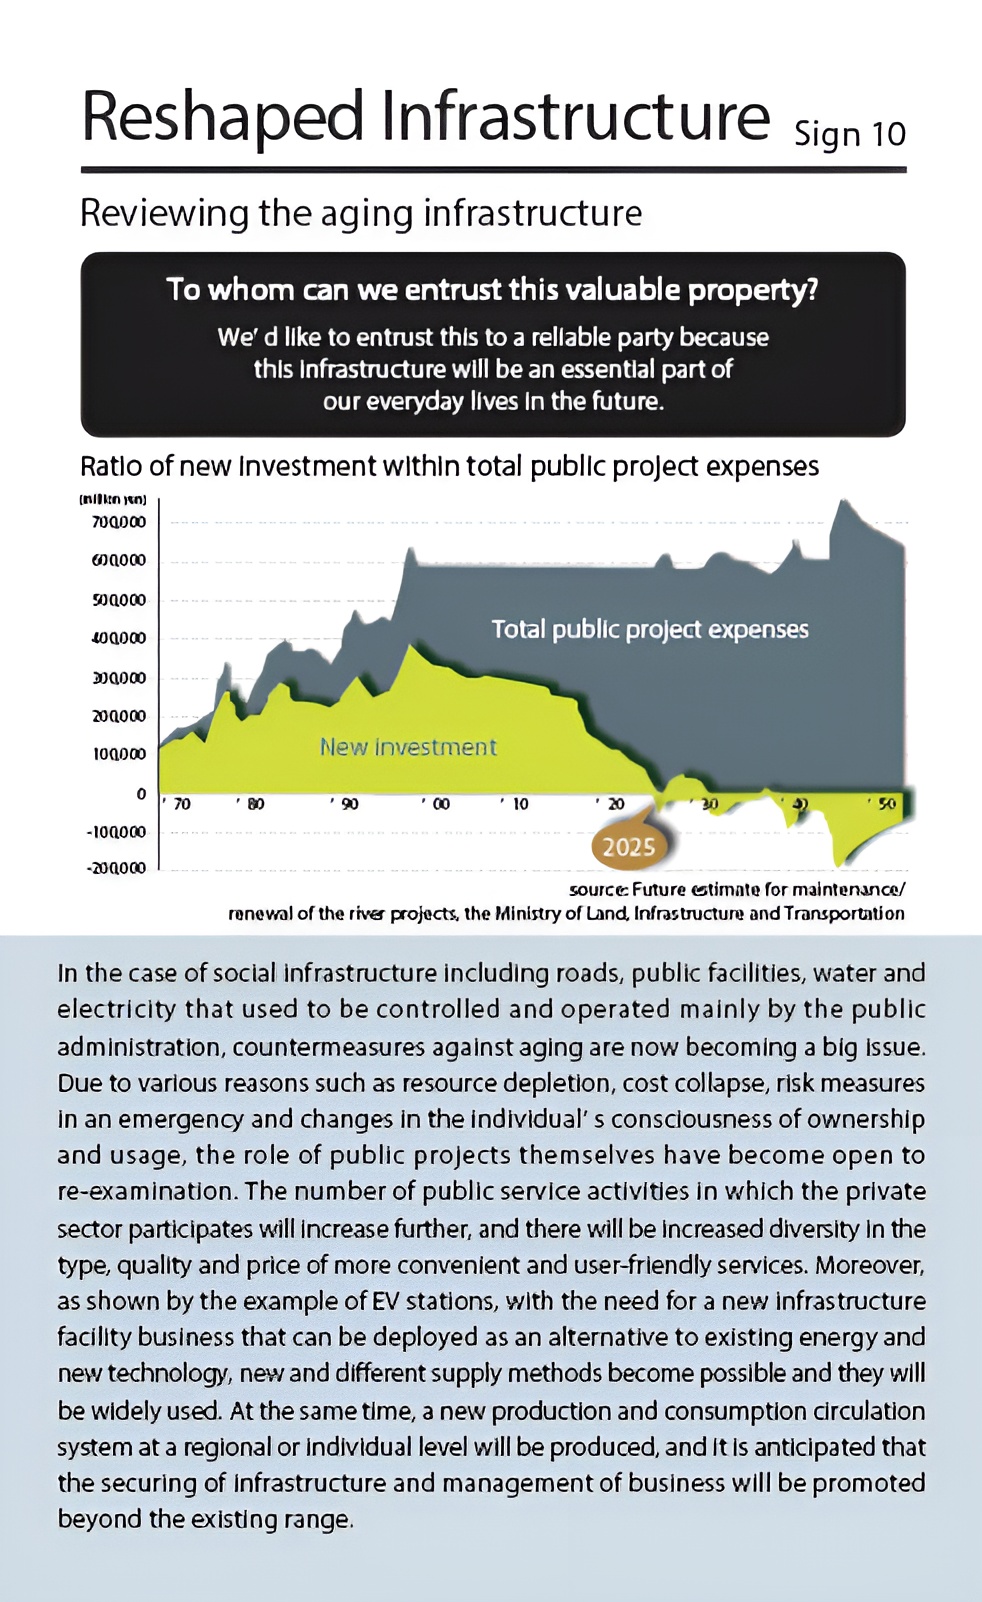 Reshaped Infrastructure Sign 10
Reviewing the aging infrastructure
To whom can we entrust this valuable property?
We' d like to entrust this to a reliable party because
this infrastructure will be an essential part of
our everyday lives in the future.
Ratio of new investment within total public project expenses
(million yen)
700,000
600,000
500,000
400,000
300,000
200,000
100,000
0
-100,000
-200,000
Total public project expenses
New investment
' 70 ' 80 ' 90 ' 00 ' 10 ' 20 ' 30 ' 40 ' 50
2025
source: Future estimate for maintenance/
renewal of the river projects, the Ministry of Land, Infrastructure and Transportation
In the case of social infrastructure including roads, public facilities, water and
electricity that used to be controlled and operated mainly by the public
administration, countermeasures against aging are now becoming a big issue.
Due to various reasons such as resource depletion, cost collapse, risk measures
in an emergency and changes in the individual' s consciousness of ownership
and usage, the role of public projects themselves have become open to
re-examination. The number of public service activities in which the private
sector participates will increase further, and there will be increased diversity in the
type, quality and price of more convenient and user-friendly services. Moreover,
as shown by the example of EV stations, with the need for a new infrastructure
facility business that can be deployed as an alternative to existing energy and
new technology, new and different supply methods become possible and they will
be widely used. At the same time, a new production and consumption circulation
system at a regional or individual level will be produced, and it is anticipated that
the securing of infrastructure and management of business will be promoted
beyond the existing range.